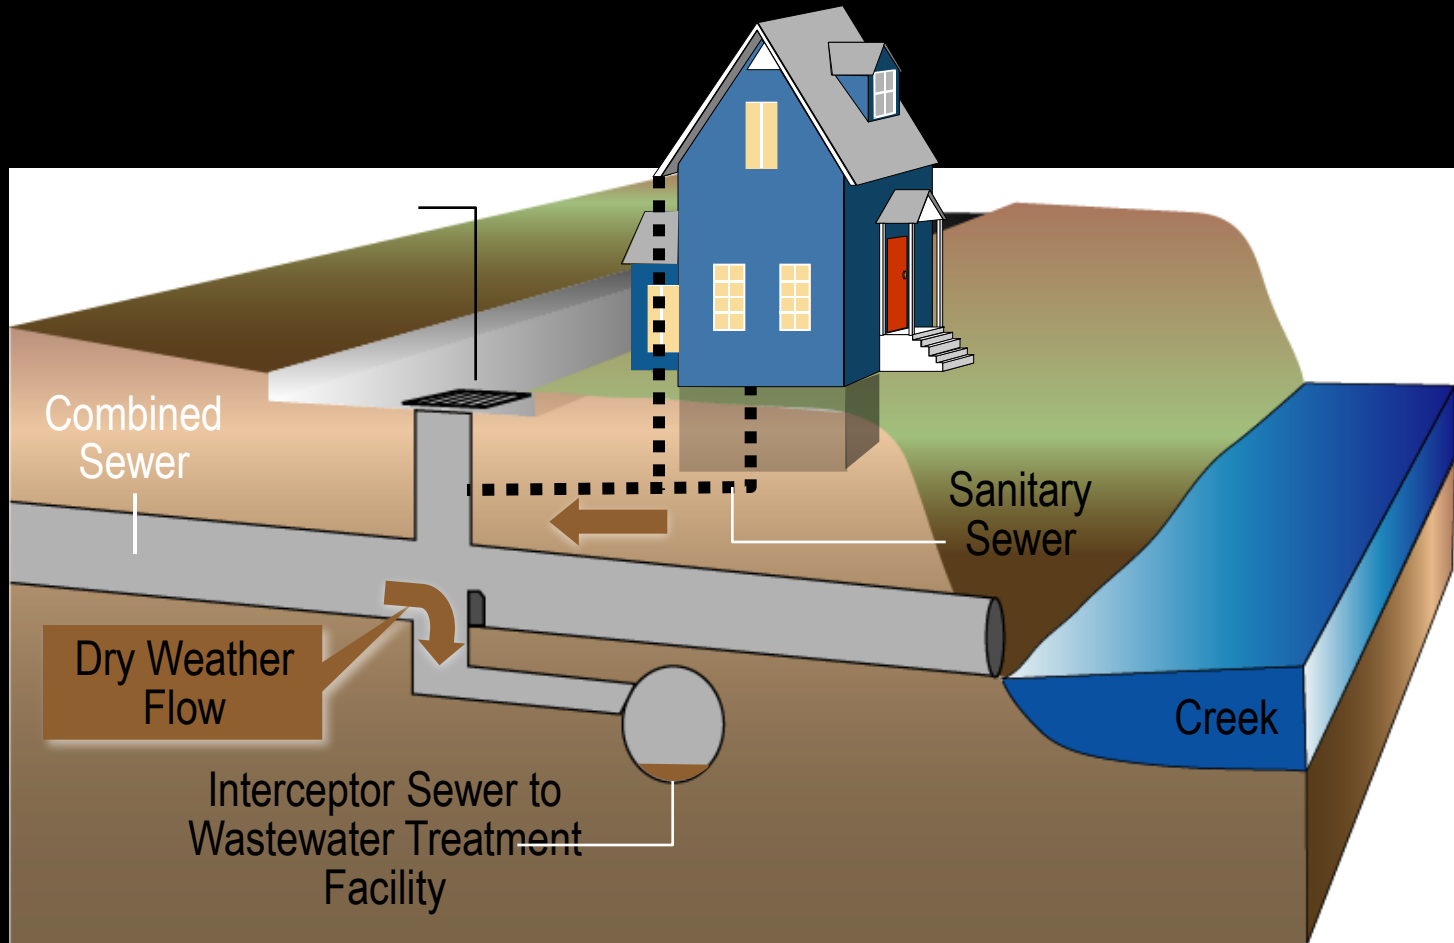 Combined
Sewer
Sanitary
Sewer
Dry Weather
Flow
Creek
Interceptor Sewer to
Wastewater Treatment
Facility